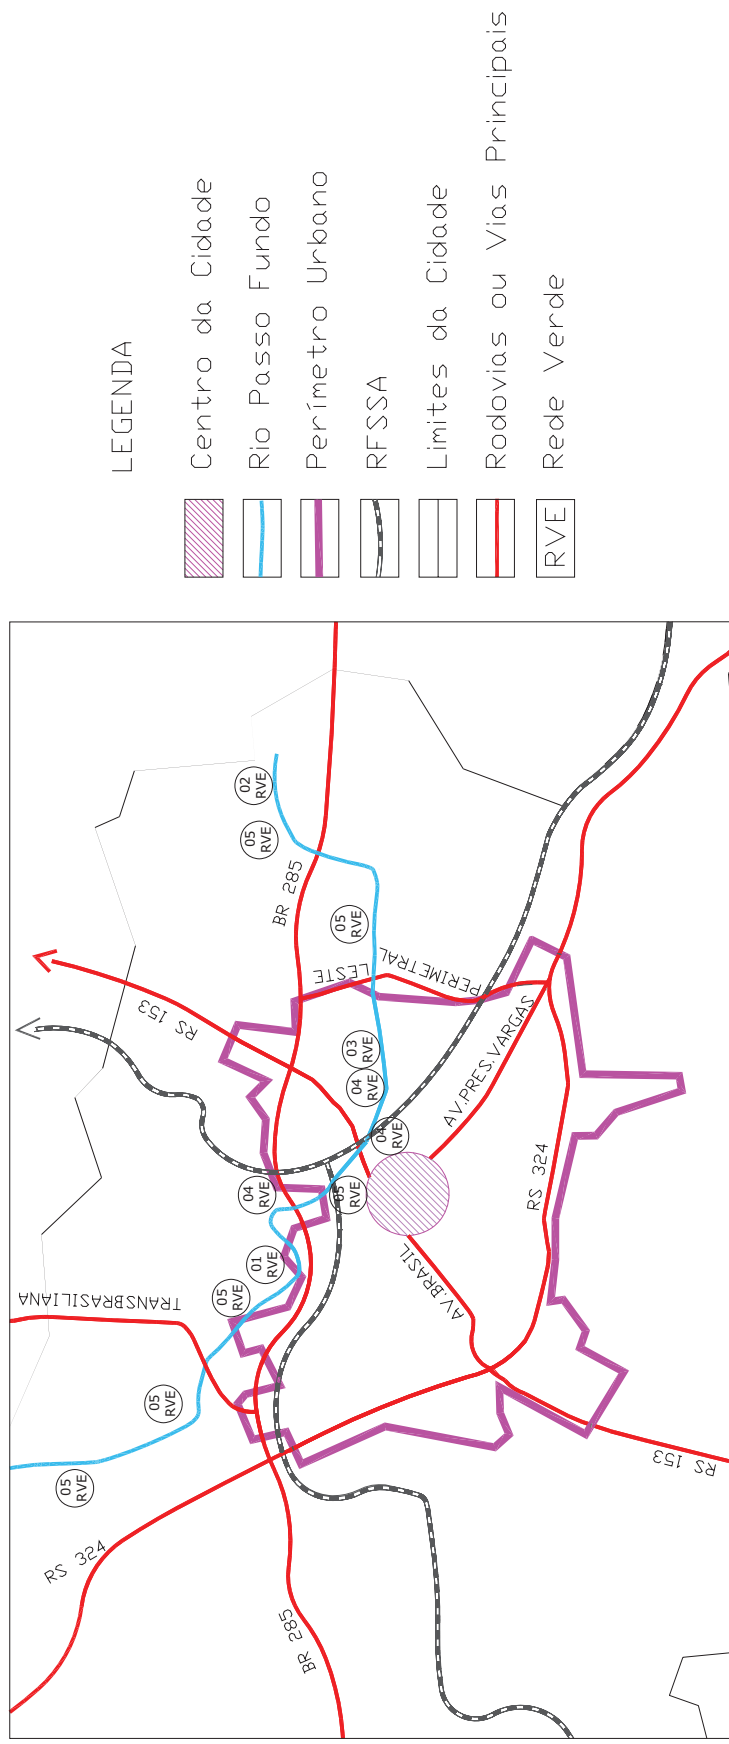 LEGENDA
Centro da Cidade
Rio Passo Fundo
Perímetro Urbano
RFSSA
Limites da Cidade
Rodovias ou Vias Principais
RVE Rede Verde
02
RVE
05
RVE
BR 285
05
RVE
PERIMETRAL
LESTE
RS 153
03
RVE
04
RVE
AV.PRES.VARGAS
04
RVE
04
RVE
05
RVE
RS 324
01
RVE
05
RVE
TRANSBRASILIANA
AV.BRASIL
05
RVE
05
RVE
RS 153
RS 324
BR 285